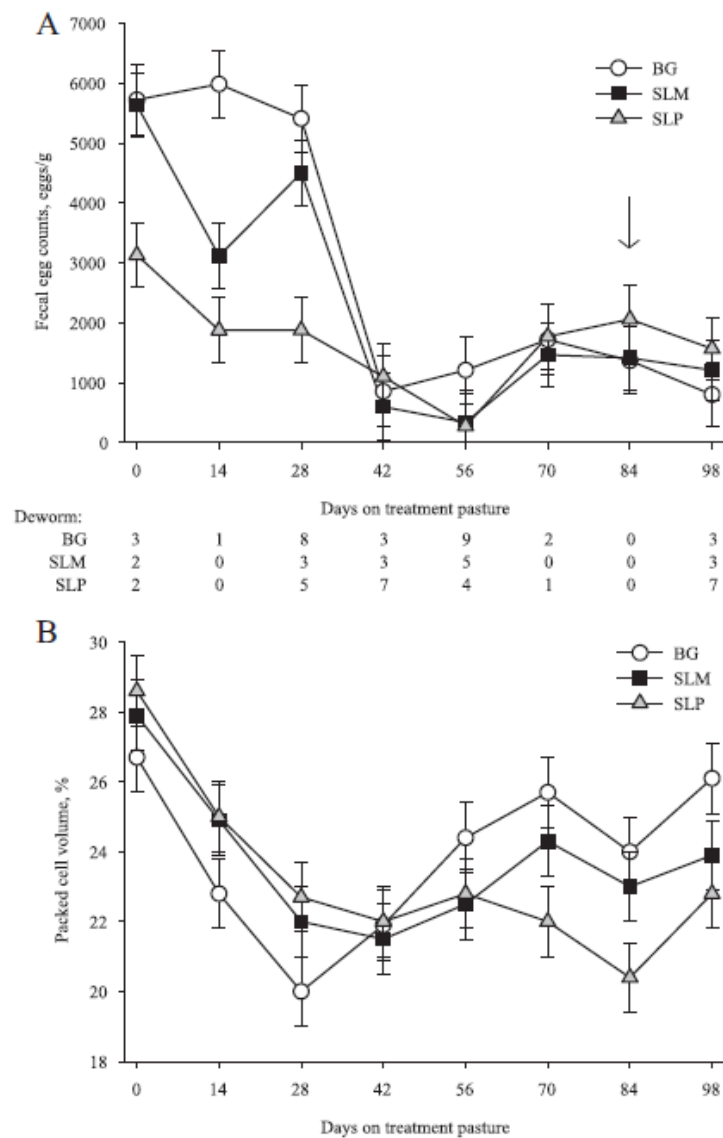 A
7000
6000
5000
4000
3000
2000
1000
0
Fecal egg counts, eggs/g
BG
SLM
SLP
0 14 28 42 56 70 84 98
Days on treatment pasture
Deworm:
BG 3 1 8 3 9 2 0 3
SLM 2 0 3 3 5 0 0 3
SLP 2 0 5 7 4 1 0 7
B
30
28
26
24
22
20
18
Packed cell volume, %
BG
SLM
SLP
0 14 28 42 56 70 84 98
Days on treatment pasture